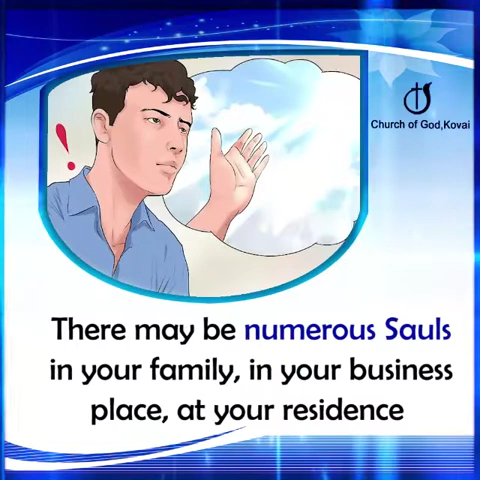 Church of God,Kovai
There may be numerous Sauls
in your family, in your business
place, at your residence